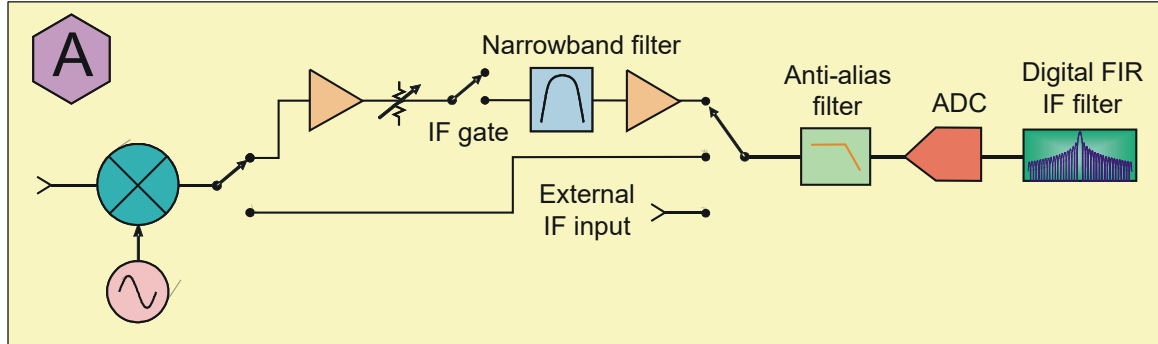 A
Narrowband filter
IF gate
Anti-alias
filter
ADC
Digital FIR
IF filter
External
IF input